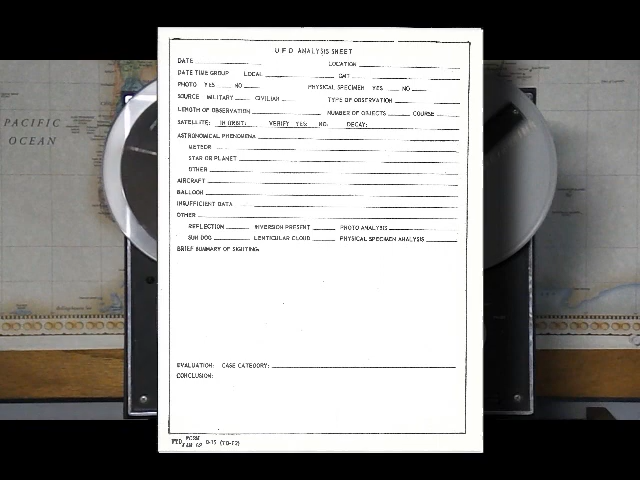 UFO ANALYSIS SHEET
DATE LOCATION
DATE TIME GROUP LOCAL GMT
PHOTO YES NO PHYSICAL SPECIMEN YES NO
SOURCE MILITARY CIVILIAN TYPE OF OBSERVATION
LENGTH OF OBSERVATION NUMBER OF OBJECTS COURSE
SATELLITE: IN ORBIT: VERIFY YES: NO: DECAY:
ASTRONOMICAL PHENOMENA
METEOR
STAR OR PLANET
OTHER
AIRCRAFT
BALLOON
INSUFFICIENT DATA
OTHER
REFLECTION INVERSION PRESENT PHOTO ANALYSIS
SUN DOG LENTICULAR CLOUD PHYSICAL SPECIMEN ANALYSIS
BRIEF SUMMARY OF SIGHTING:
EVALUATION: CASE CATEGORY:
CONCLUSION:
FTD FORM
PACIFIC
OCEAN